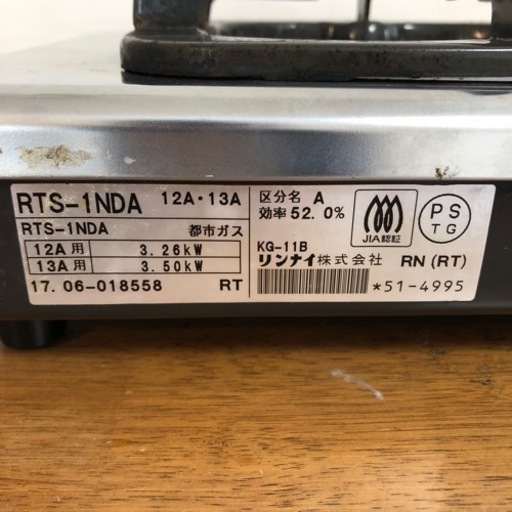 RTS-1NDA 12A・13A
RTS-1NDA 都市ガス
12A用 3.26kW
13A用 3.50kW
17.06-018558 RT
区分名 A
効率52.0%
JIA認証
PS
TG
KG-11B
リンナイ株式会社 RN(RT)
*51-4995